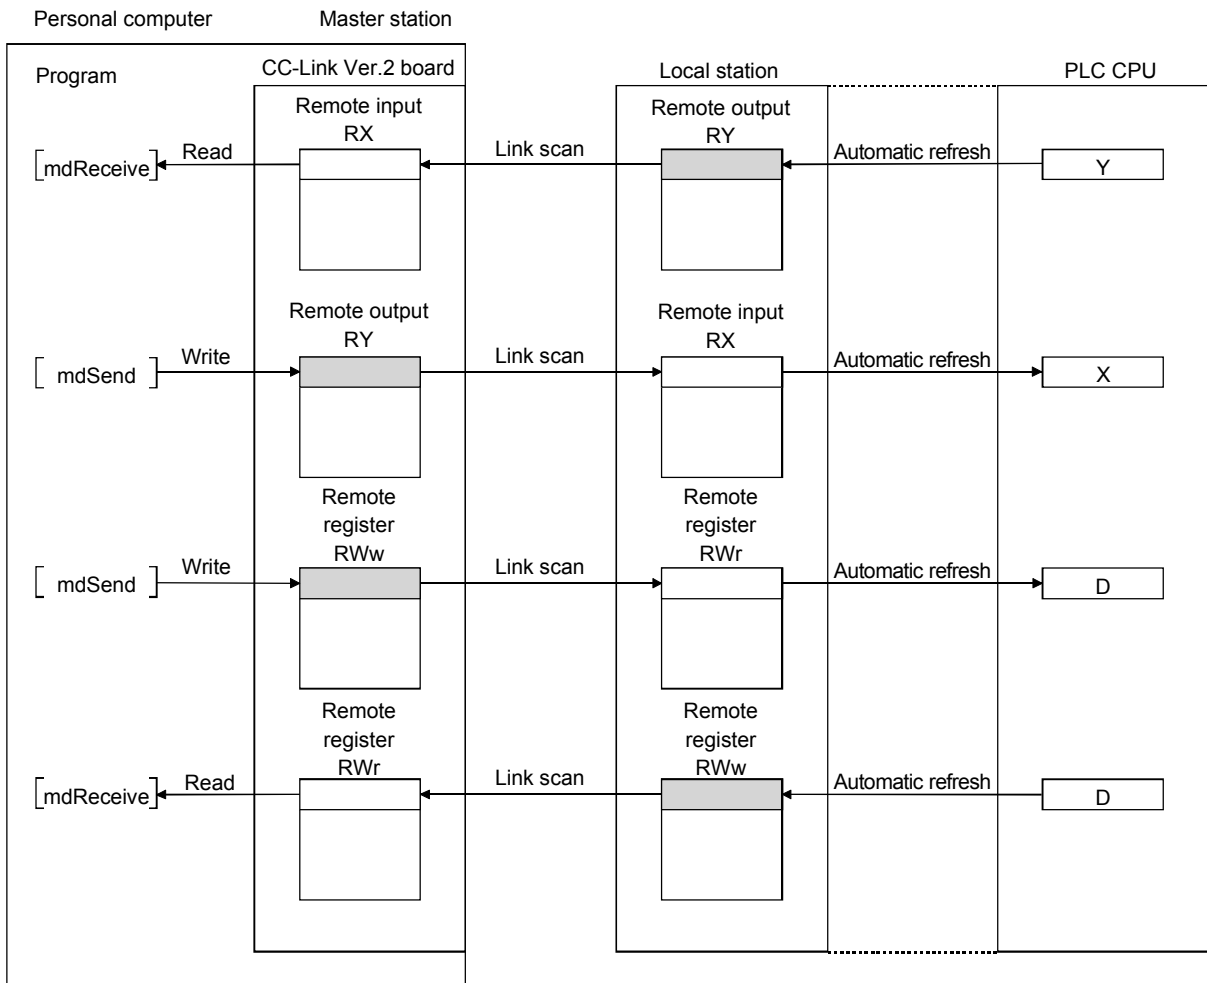 Personal computer
Master station
Program
CC-Link Ver.2 board
Local station
PLC CPU
Remote input
RX
Remote output
RY
[mdReceive]
Read
Link scan
Automatic refresh
Y
Remote output
RY
Remote input
RX
[ mdSend ]
Write
Link scan
Automatic refresh
X
Remote
register
RWw
Remote
register
RWr
[ mdSend ]
Write
Link scan
Automatic refresh
D
Remote
register
RWr
Remote
register
RWw
[mdReceive]
Read
Link scan
Automatic refresh
D